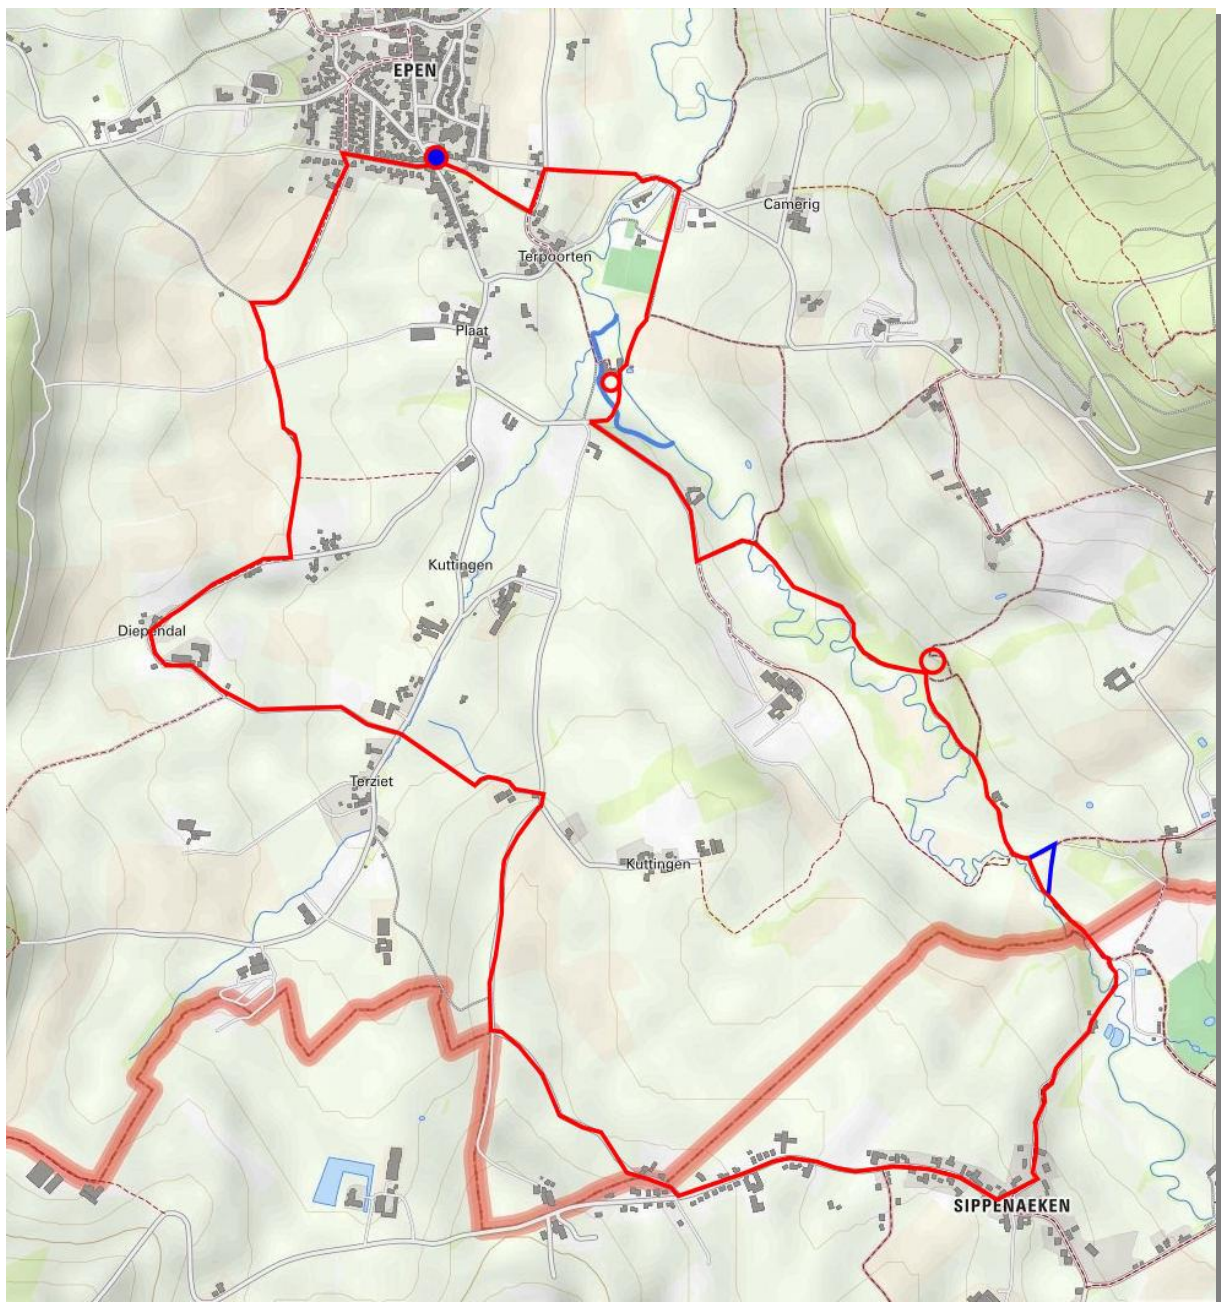 EPEN
Camerig
Terpoorten
Plaat
Kuttingen
Diependal
Terziet
Kuttingen
SIPPENAEKEN